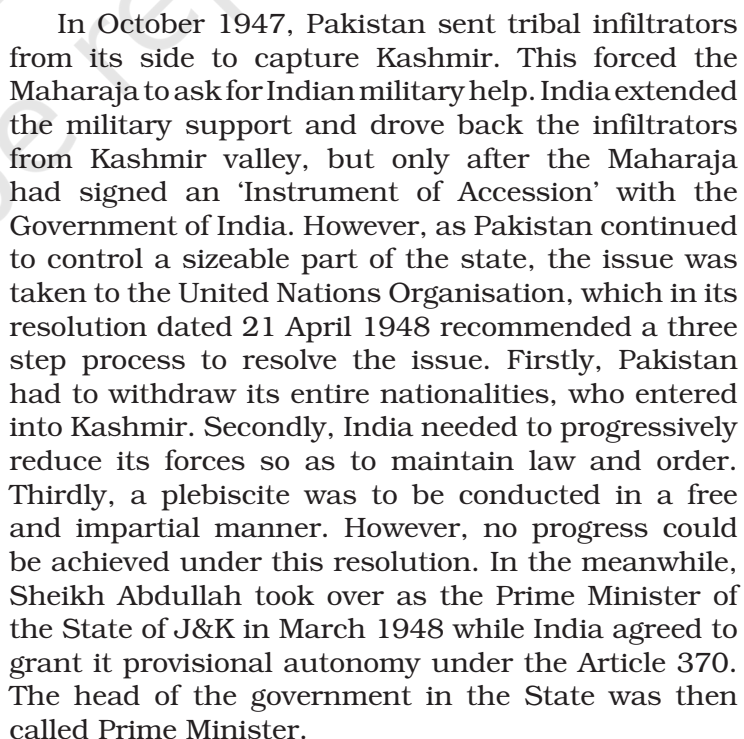 In October 1947, Pakistan sent tribal infiltrators
from its side to capture Kashmir. This forced the
Maharaja to ask for Indian military help. India extended
the military support and drove back the infiltrators
from Kashmir valley, but only after the Maharaja
had signed an ‘Instrument of Accession’ with the
Government of India. However, as Pakistan continued
to control a sizeable part of the state, the issue was
taken to the United Nations Organisation, which in its
resolution dated 21 April 1948 recommended a three
step process to resolve the issue. Firstly, Pakistan
had to withdraw its entire nationalities, who entered
into Kashmir. Secondly, India needed to progressively
reduce its forces so as to maintain law and order.
Thirdly, a plebiscite was to be conducted in a free
and impartial manner. However, no progress could
be achieved under this resolution. In the meanwhile,
Sheikh Abdullah took over as the Prime Minister of
the State of J&K in March 1948 while India agreed to
grant it provisional autonomy under the Article 370.
The head of the government in the State was then
called Prime Minister.